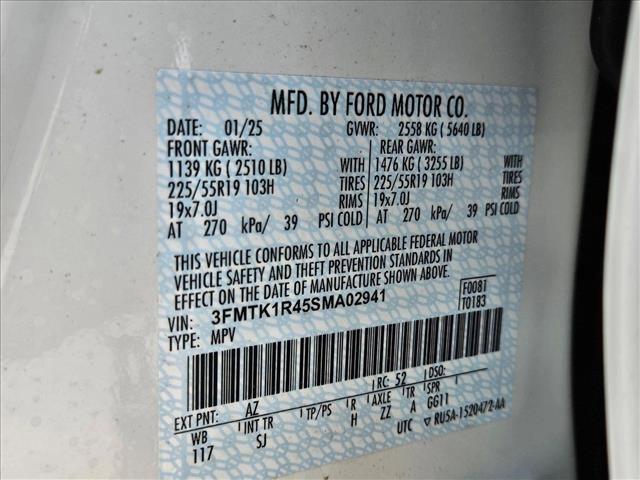 MFD. BY FORD MOTOR CO.
DATE: 01/25 GVWR: 2558 KG ( 5640 LB)
FRONT GAWR: REAR GAWR:
1139 KG ( 2510 LB) WITH 1476 KG ( 3255 LB) WITH
225/55R19 103H TIRES 225/55R19 103H TIRES
19x7.0J RIMS 19x7.0J RIMS
AT 270 kPa/ 39 PSI COLD AT 270 kPa/ 39 PSI COLD
THIS VEHICLE CONFORMS TO ALL APPLICABLE FEDERAL MOTOR
VEHICLE SAFETY AND THEFT PREVENTION STANDARDS IN
EFFECT ON THE DATE OF MANUFACTURE SHOWN ABOVE.
VIN: 3FMTK1R45SMA02941 F0081
TYPE: MPV T0183
EXT PNT: AZ RC: 52 DSO:
WB INT TR TP/PS R AXLE TR SPR
117 SJ H ZZ A GG11
UTC ▽ RU5A-1520472-AA